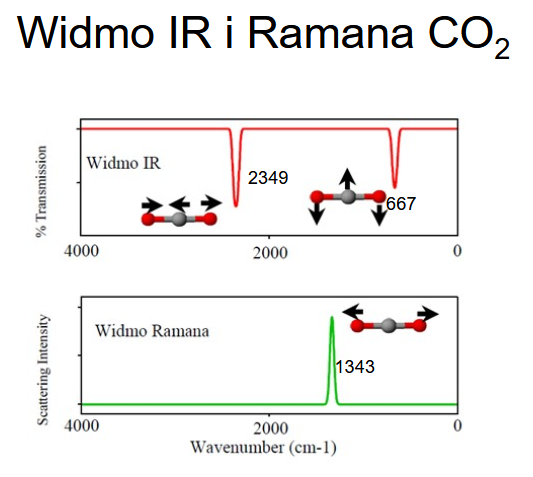 Widmo IR i Ramana CO₂
% Transmission
Widmo IR
2349
667
4000
2000
0
Scattering Intensity
Widmo Ramana
1343
4000
2000
0
Wavenumber (cm-1)